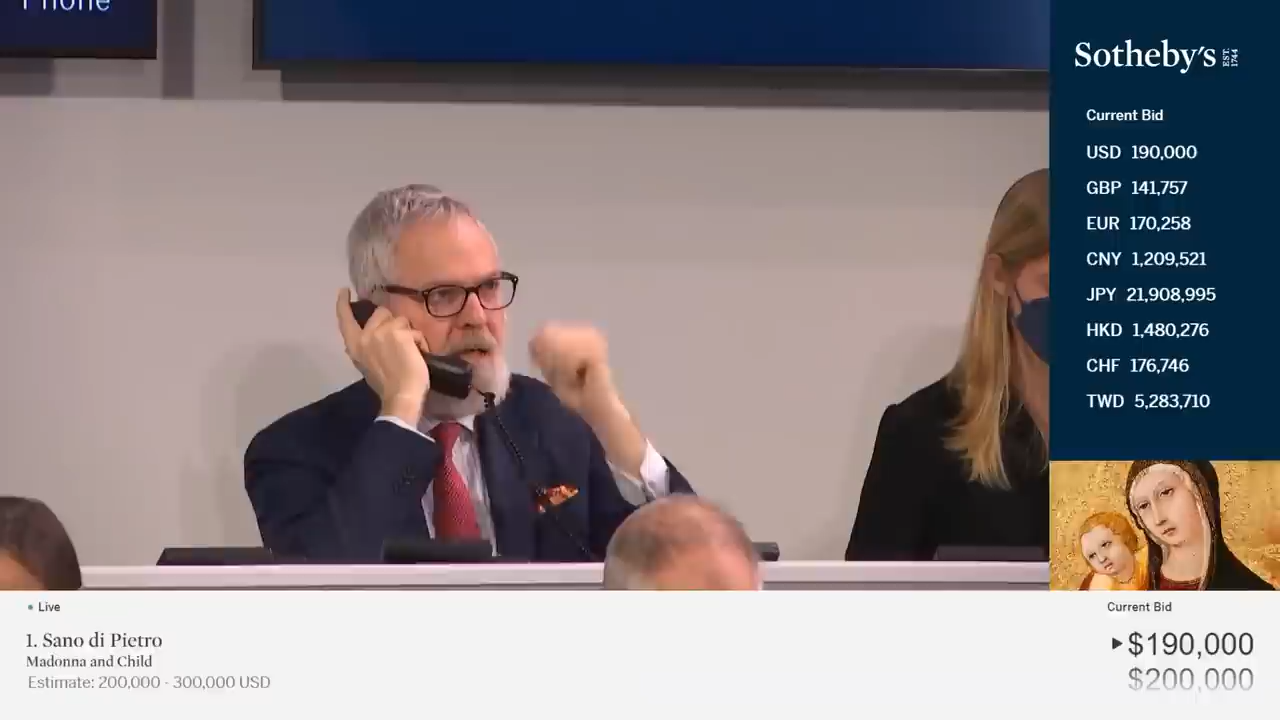 Phone
Sotheby's EST. 1744
Current Bid
USD 190,000
GBP 141,757
EUR 170,258
CNY 1,209,521
JPY 21,908,995
HKD 1,480,276
CHF 176,746
TWD 5,283,710
Live
1. Sano di Pietro
Madonna and Child
Estimate: 200,000 - 300,000 USD
Current Bid
$190,000
$200,000